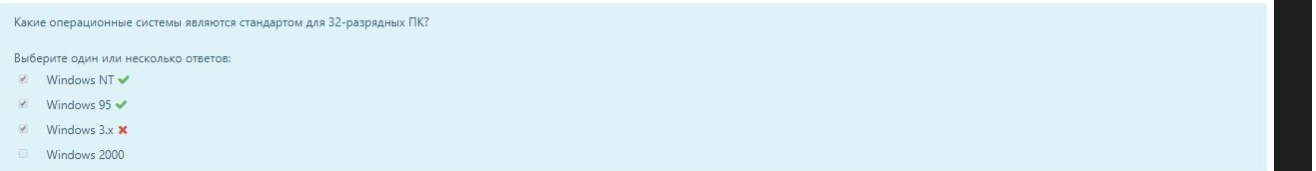 Какие операционные системы являются стандартом для 32-разрядных ПК?
Выберите один или несколько ответов:
Windows NT
Windows 95
Windows 3.x
Windows 2000